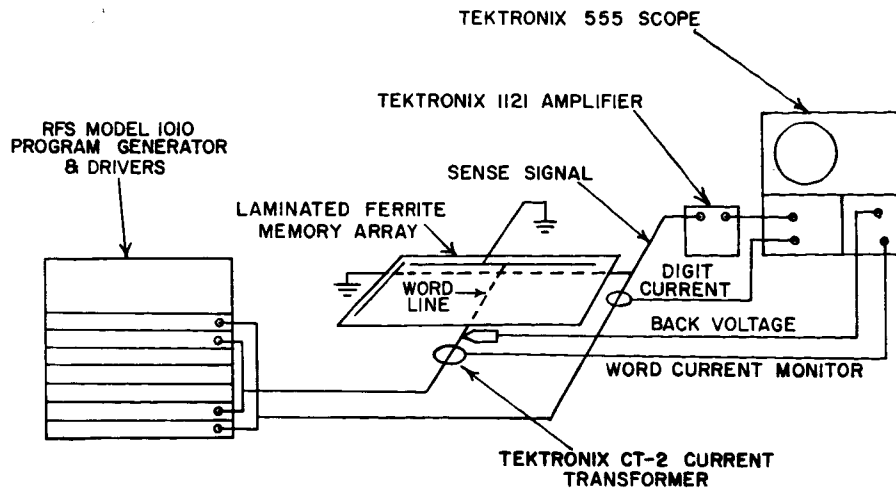 TEKTRONIX 555 SCOPE
TEKTRONIX 1121 AMPLIFIER
RFS MODEL 1010
PROGRAM GENERATOR
& DRIVERS
SENSE SIGNAL
LAMINATED FERRITE
MEMORY ARRAY
WORD
LINE
DIGIT
CURRENT
BACK VOLTAGE
WORD CURRENT MONITOR
TEKTRONIX CT-2 CURRENT
TRANSFORMER